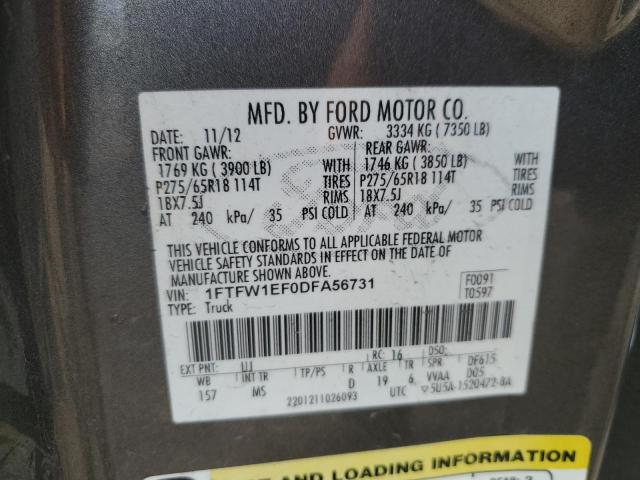 MFD. BY FORD MOTOR CO.
DATE: 11/12 GVWR: 3334 KG ( 7350 LB)
FRONT GAWR: REAR GAWR:
1769 KG ( 3900 LB) WITH 1746 KG ( 3850 LB) WITH
P275/65R18 114T TIRES P275/65R18 114T TIRES
18X7.5J RIMS 18X7.5J RIMS
AT 240 kPa/ 35 PSI COLD AT 240 kPa/ 35 PSI COLD
THIS VEHICLE CONFORMS TO ALL APPLICABLE FEDERAL MOTOR
VEHICLE SAFETY STANDARDS IN EFFECT ON THE DATE OF
MANUFACTURE SHOWN ABOVE.
VIN: 1FTFW1EF0DFA56731 F0091
TYPE: Truck T0597
EXT PNT: UJ RC: 16 DSO:
WB INT TR TP/PS R AXLE TR SPR DF615
157 MS D 19 6 VVAA D05
2201211026093 UTC 5U5A-1520472-BA
AND LOADING INFORMATION